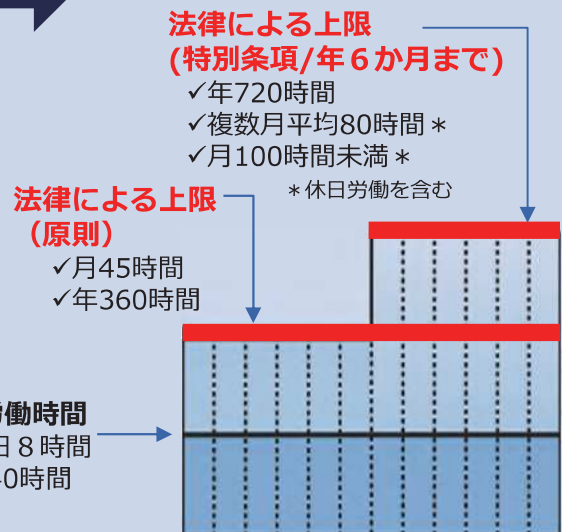 法律による上限
(特別条項/年６か月まで)
✓年720時間
✓複数月平均80時間＊
✓月100時間未満＊
＊休日労働を含む
法律による上限
（原則）
✓月45時間
✓年360時間
働時間
日８時間
0時間